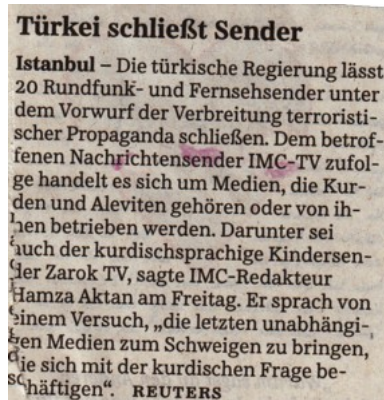 Türkei schließt Sender
Istanbul – Die türkische Regierung lässt
20 Rundfunk- und Fernsehsender unter
dem Vorwurf der Verbreitung terroristi-
scher Propaganda schließen. Dem betrof-
fenen Nachrichtensender IMC-TV zufol-
ge handelt es sich um Medien, die Kur-
den und Aleviten gehören oder von ih-
nen betrieben werden. Darunter sei
auch der kurdischsprachige Kindersen-
der Zarok TV, sagte IMC-Redakteur
Hamza Aktan am Freitag. Er sprach von
einem Versuch, „die letzten unabhängi-
gen Medien zum Schweigen zu bringen,
die sich mit der kurdischen Frage be-
schäftigen“. REUTERS